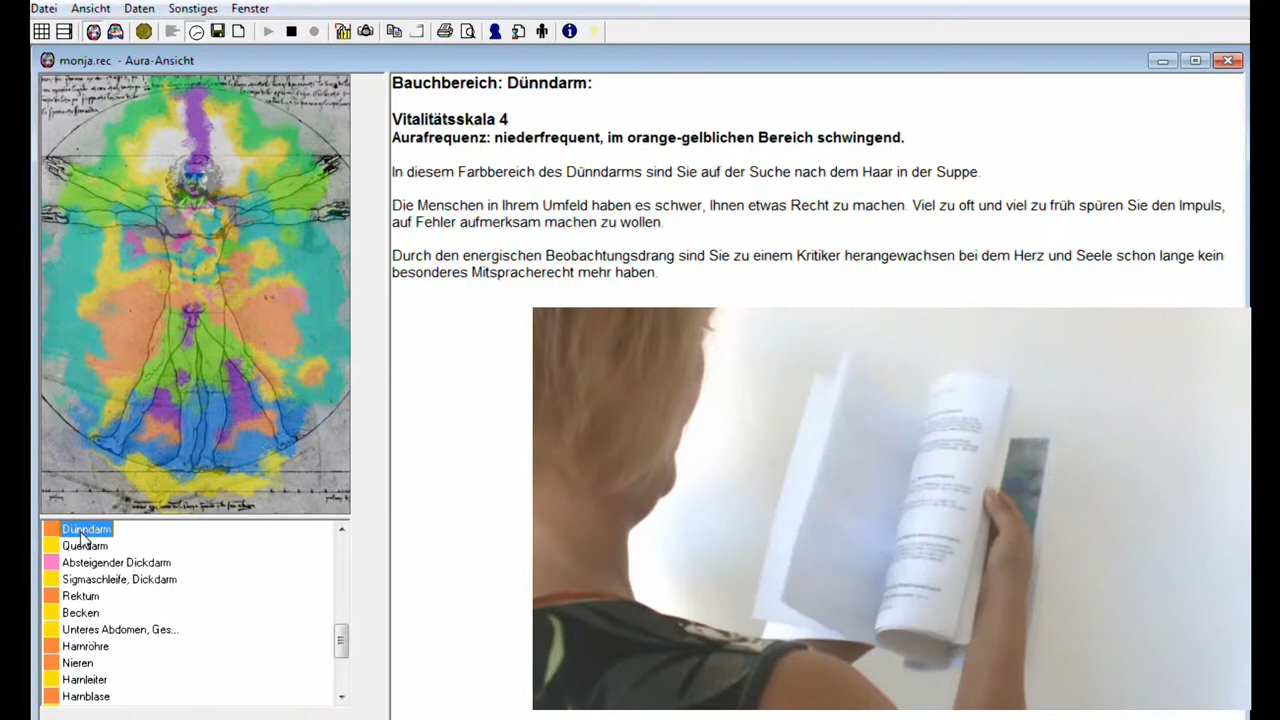 Datei Ansicht Daten Sonstiges Fenster
monja.rec - Aura-Ansicht
Bauchbereich: Dünndarm:
Vitalitätsskala 4
Aurafrequenz: niederfrequent, im orange-gelblichen Bereich schwingend.
In diesem Farbbereich des Dünndarms sind Sie auf der Suche nach dem Haar in der Suppe.
Die Menschen in Ihrem Umfeld haben es schwer, Ihnen etwas Recht zu machen. Viel zu oft und viel zu früh spüren Sie den Impuls,
auf Fehler aufmerksam machen zu wollen.
Durch den energischen Beobachtungsdrang sind Sie zu einem Kritiker herangewachsen bei dem Herz und Seele schon lange kein
besonderes Mitspracherecht mehr haben.
Dünndarm
Querdarm
Absteigender Dickdarm
Sigmaschleife, Dickdarm
Rektum
Becken
Unteres Abdomen, Ges...
Harnröhre
Nieren
Harnleiter
Harnblase